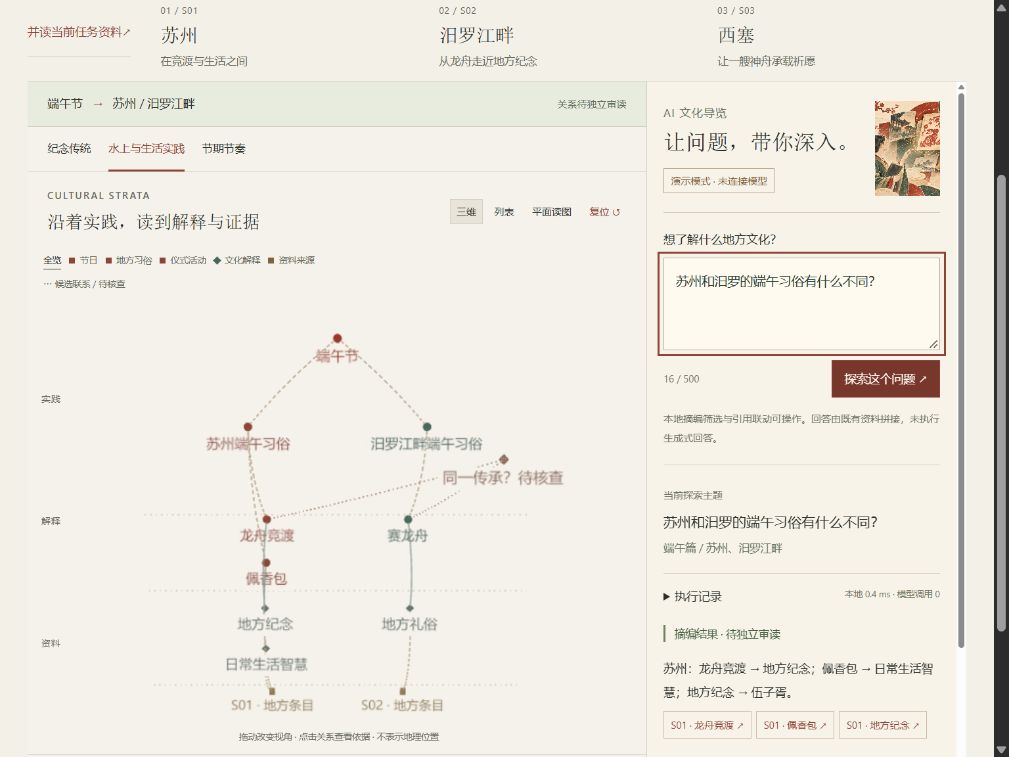 并读当前任务资料↗
01 / S01
苏州
在竞渡与生活之间
02 / S02
汨罗江畔
从龙舟走近地方纪念
03 / S03
西塞
让一艘神舟承载祈愿
端午节 → 苏州 / 汨罗江畔
关系待独立审读
纪念传统 水上与生活实践 节期节奏
CULTURAL STRATA
沿着实践，读到解释与证据
三维 列表 平面读图 复位 ↺
全览 节日 地方习俗 仪式活动 文化解释 资料来源
··· 候选联系 / 待核查
端午节
实践
苏州端午习俗
汨罗江畔端午习俗
同一传承？待核查
解释
龙舟竞渡
赛龙舟
佩香包
地方纪念
地方礼俗
资料
日常生活智慧
S01 · 地方条目
S02 · 地方条目
拖动改变视角 · 点击关系查看依据 · 不表示地理位置
AI 文化导览
让问题，带你深入。
演示模式 · 未连接模型
想了解什么地方文化?
苏州和汨罗的端午习俗有什么不同?
16 / 500
探索这个问题 ↗
本地摘编筛选与引用联动可操作。回答由既有资料拼接，未执行
生成式回答。
当前探索主题
苏州和汨罗的端午习俗有什么不同?
端午篇 / 苏州、汨罗江畔
▶ 执行记录
本地 0.4 ms · 模型调用 0
摘编结果 · 待独立审读
苏州：龙舟竞渡 → 地方纪念；佩香包 → 日常生活智
慧；地方纪念 → 伍子胥。
S01 · 龙舟竞渡 ↗
S01 · 佩香包 ↗
S01 · 地方纪念 ↗